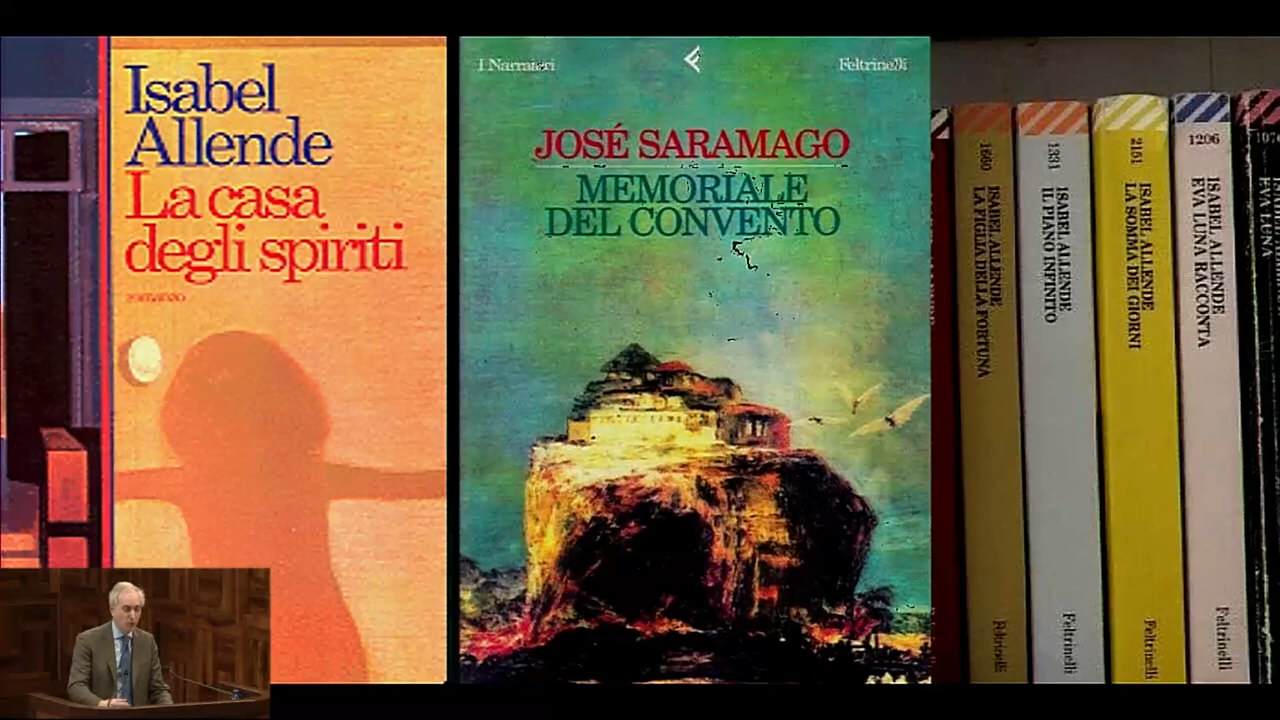 Isabel
Allende
La casa
degli spiriti
romanzo
I Narratori
Feltrinelli
JOSÉ SARAMAGO
MEMORIALE
DEL CONVENTO
1660
ISABEL ALLENDE
LA FIGLIA DELLA FORTUNA
Feltrinelli
1331
ISABEL ALLENDE
IL PIANO INFINITO
Feltrinelli
2151
ISABEL ALLENDE
LA SOMMA DEI GIORNI
Feltrinelli
1206
ISABEL ALLENDE
EVA LUNA RACCONTA
Feltrinelli
EVA LUNA